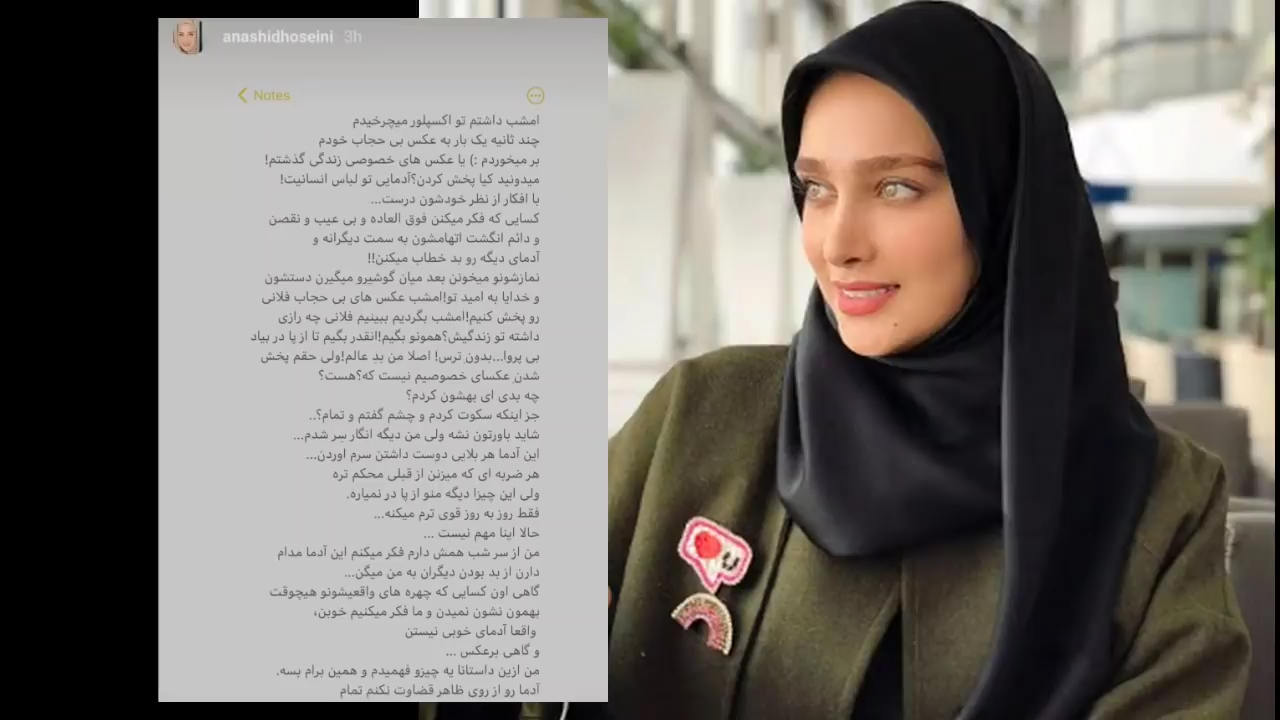 anashidhoseini 3h
Notes
امشب داشتم تو اکسپلور میچرخیدم
چند ثانیه یک بار به عکس بی حجاب خودم
بر میخوردم :) یا عکس های خصوصی زندگی گذشتم!
میدونید کیا پخش کردن؟آدمایی تو لباس انسانیت!
با افکار از نظر خودشون درست...
کسایی که فکر میکنن فوق العاده و بی عیب و نقصن
و دائم انگشت اتهامشون به سمت دیگرانه و
آدمای دیگه رو بد خطاب میکنن!!
نمازشونو میخونن بعد میان گوشیرو میگیرن دستشون
و خدایا به امید تو!امشب عکس های بی حجاب فلانی
رو پخش کنیم!امشب بگردیم ببینیم فلانی چه رازی
داشته تو زندگیش؟همونو بگیم!انقدر بگیم تا از پا در بیاد
بی پروا...بدون ترس! اصلا من بدِ عالم!ولی حقم پخش
شدن عکسای خصوصیم نیست که؟هست؟
چه بدی ای بهشون کردم؟
جز اینکه سکوت کردم و چشم گفتم و تمام؟..
شاید باورتون نشه ولی من دیگه انگار سِر شدم...
این آدما هر بلایی دوست داشتن سرم اوردن...
هر ضربه ای که میزنن از قبلی محکم تره
ولی این چیزا دیگه منو از پا در نمیاره.
فقط روز به روز قوی ترم میکنه...
حالا اینا مهم نیست ...
من از سر شب همش دارم فکر میکنم این آدما مدام
دارن از بد بودن دیگران به من میگن...
گاهی اون کسایی که چهره های واقعیشونو هیچوقت
بهمون نشون نمیدن و ما فکر میکنیم خوبن،
واقعا آدمای خوبی نیستن
و گاهی برعکس ...
من ازین داستانا یه چیزو فهمیدم و همین برام بسه.
آدما رو از روی ظاهر قضاوت نکنم تمام